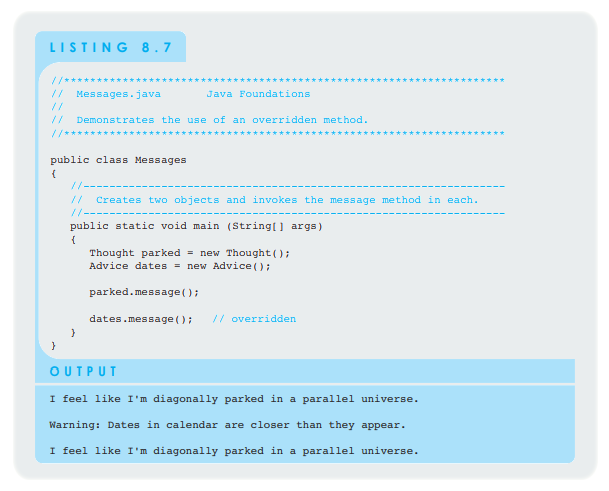 LISTING 8.7
//********************************************************************
//  Messages.java       Java Foundations
//
//  Demonstrates the use of an overridden method.
//********************************************************************
public class Messages
{
   //-----------------------------------------------------------------
   //  Creates two objects and invokes the message method in each.
   //-----------------------------------------------------------------
   public static void main (String[] args)
   {
      Thought parked = new Thought();
      Advice dates = new Advice();
      parked.message();
      dates.message();   // overridden
   }
}
OUTPUT
I feel like I'm diagonally parked in a parallel universe.
Warning: Dates in calendar are closer than they appear.
I feel like I'm diagonally parked in a parallel universe.